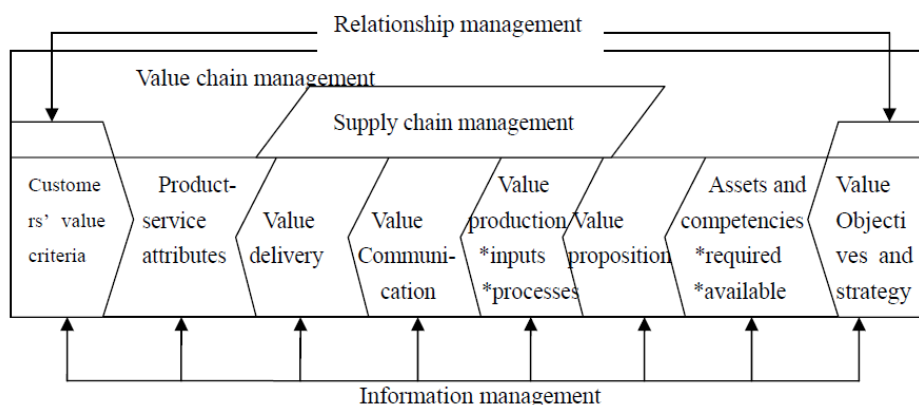 Relationship management
Value chain management
Supply chain management
Custome
rs' value
criteria
Product-
service
attributes
Value
delivery
Value
Communi-
cation
Value
production
*inputs
*processes
Value
proposition
Assets and
competencies
*required
*available
Value
Objecti
ves and
strategy
Information management